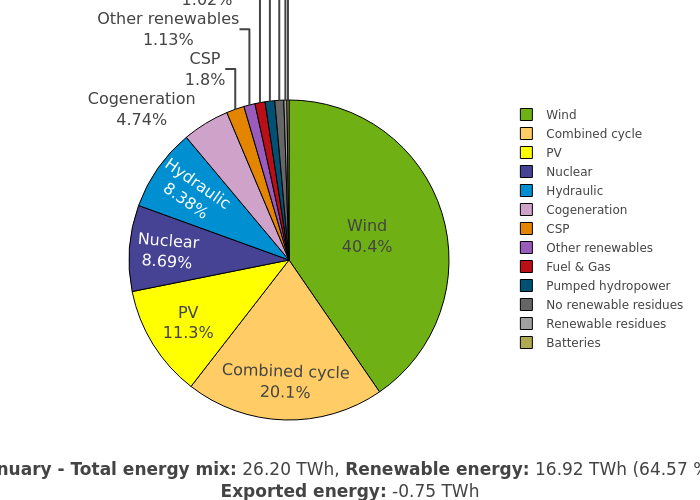 1.02%
Other renewables
1.13%
CSP
1.8%
Cogeneration
4.74%
Hydraulic
8.38%
Nuclear
8.69%
PV
11.3%
Combined cycle
20.1%
Wind
40.4%
Wind
Combined cycle
PV
Nuclear
Hydraulic
Cogeneration
CSP
Other renewables
Fuel & Gas
Pumped hydropower
No renewable residues
Renewable residues
Batteries
nuary - Total energy mix: 26.20 TWh, Renewable energy: 16.92 TWh (64.57 %
Exported energy: -0.75 TWh